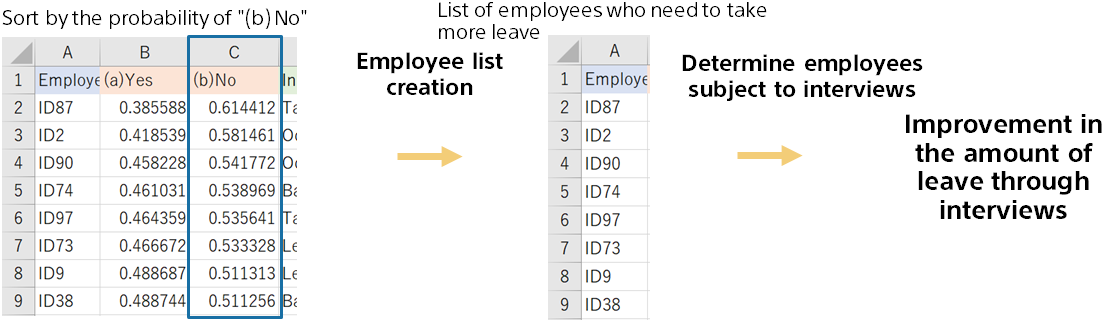 Sort by the probability of "(b) No"
A B C
1 Employe (a)Yes (b)No In
2 ID87 0.385588 0.614412 Ta
3 ID2 0.418539 0.581461 Oc
4 ID90 0.458228 0.541772 Oc
5 ID74 0.461031 0.538969 Ba
6 ID97 0.464359 0.535641 Ta
7 ID73 0.466672 0.533328 Le
8 ID9 0.488687 0.511313 Le
9 ID38 0.488744 0.511256 Ba
Employee list
creation
List of employees who need to take
more leave
A
1 Employe
2 ID87
3 ID2
4 ID90
5 ID74
6 ID97
7 ID73
8 ID9
9 ID38
Determine employees
subject to interviews
Improvement in
the amount of
leave through
interviews